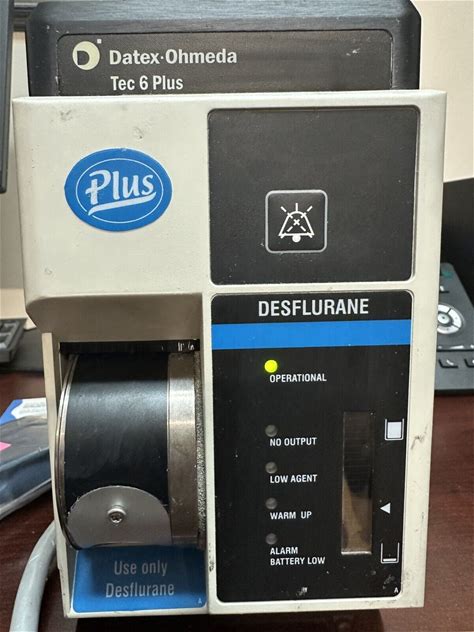 Datex-Ohmeda
Tec 6 Plus
Plus
DESFLURANE
OPERATIONAL
NO OUTPUT
LOW AGENT
WARM UP
ALARM
BATTERY LOW
Use only
Desflurane
A
A